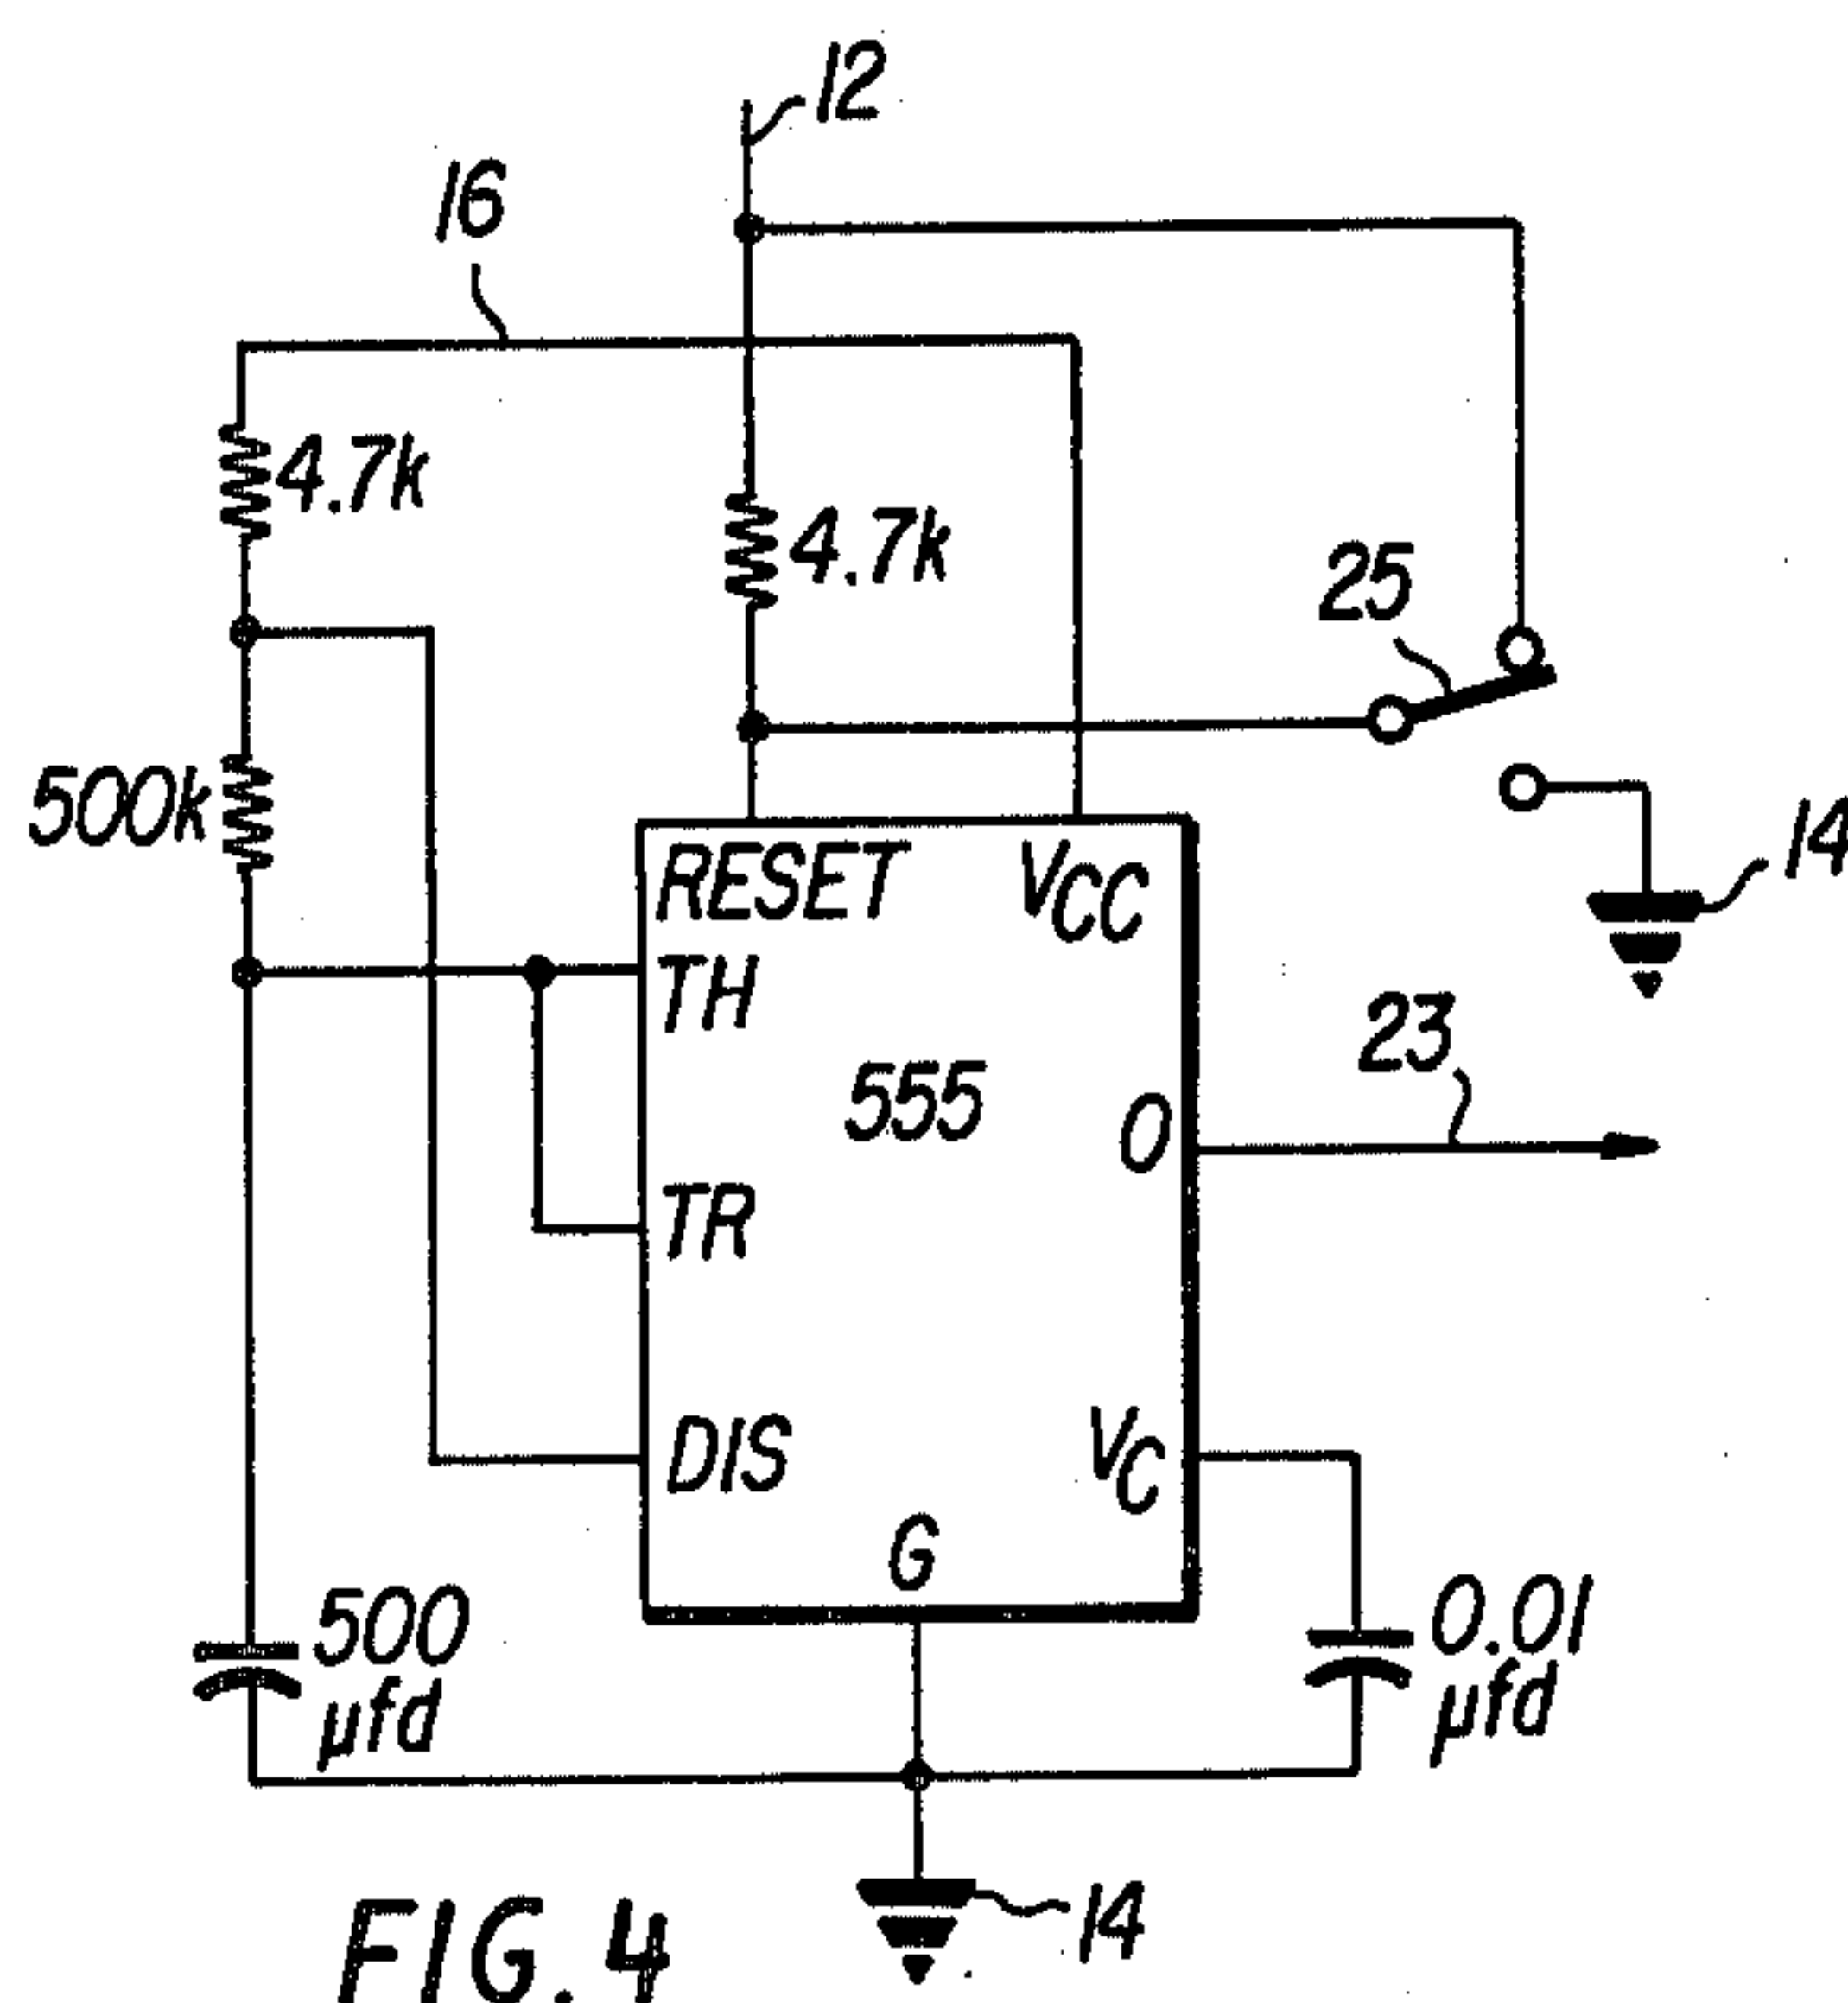 12
16
4.7k
4.7k
25
500k
14
RESET
VCC
TH
23
555
O
TR
DIS
VC
G
500
µfd
0.01
µfd
14
FIG. 4